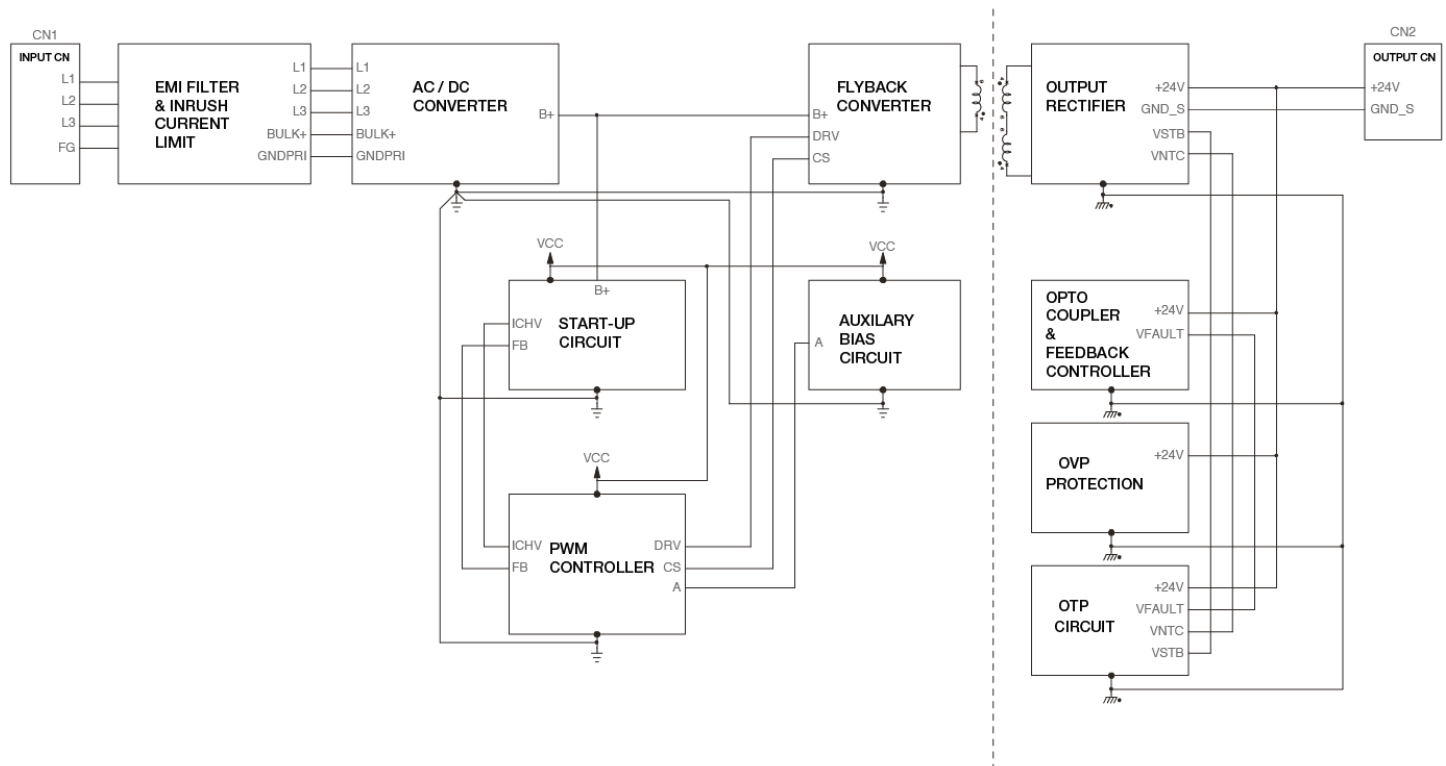 CN1
INPUT CN
L1
L2
L3
FG
EMI FILTER
& INRUSH
CURRENT
LIMIT
L1
L2
L3
BULK+
GNDPRI
L1
L2
L3
BULK+
GNDPRI
AC / DC
CONVERTER
B+
FLYBACK
CONVERTER
B+
DRV
CS
OUTPUT
RECTIFIER
+24V
GND_S
VSTB
VNTC
CN2
OUTPUT CN
+24V
GND_S
VCC
B+
START-UP
CIRCUIT
ICHV
FB
VCC
AUXILARY
BIAS
CIRCUIT
A
OPTO
COUPLER
&
FEEDBACK
CONTROLLER
+24V
VFAULT
OVP
PROTECTION
+24V
VCC
PWM
CONTROLLER
ICHV
FB
DRV
CS
A
OTP
CIRCUIT
+24V
VFAULT
VNTC
VSTB